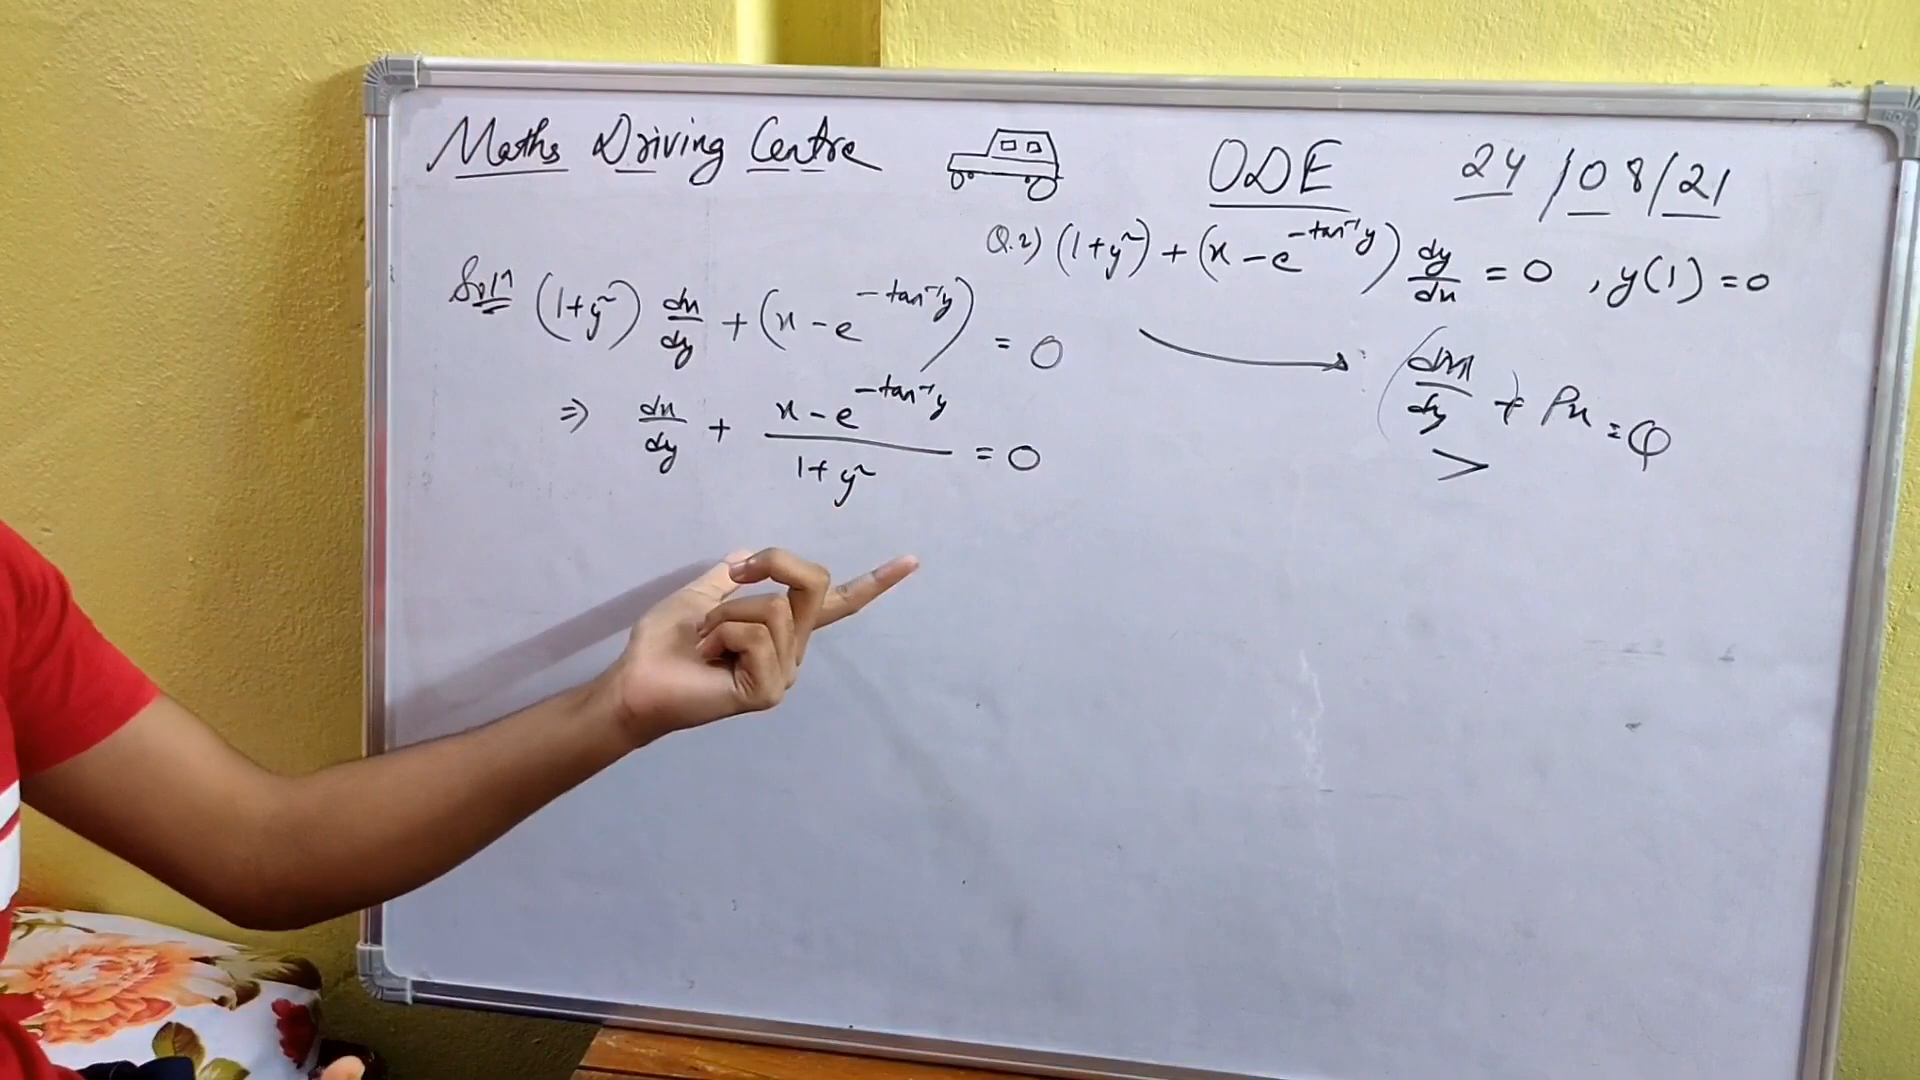 Maths Driving Centre ODE 24/08/21
Q.2) (1+y²) + (x - e^(-tan⁻¹y)) dy/dx = 0 , y(1) = 0
Solⁿ (1+y²) dx/dy + (x - e^(-tan⁻¹y)) = 0
⇒ dx/dy + (x - e^(-tan⁻¹y))/(1+y²) = 0
dx/dy + Px = Q